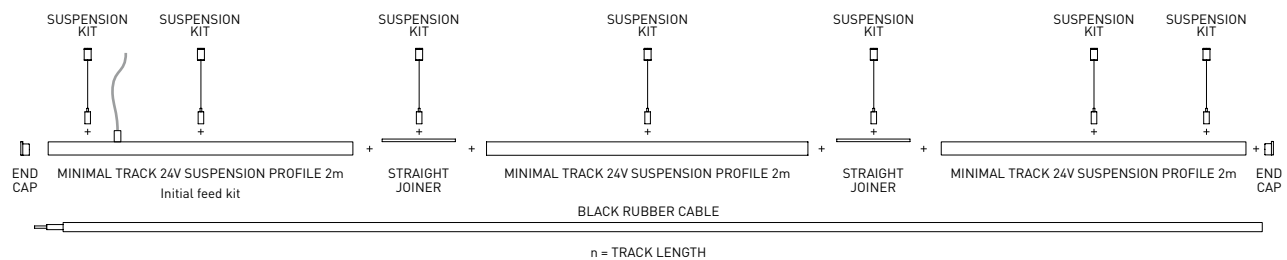 SUSPENSION
KIT
SUSPENSION
KIT
SUSPENSION
KIT
SUSPENSION
KIT
SUSPENSION
KIT
SUSPENSION
KIT
SUSPENSION
KIT
+
+
+
+
+
+
+
+
+
+
+
+
END
CAP
MINIMAL TRACK 24V SUSPENSION PROFILE 2m
Initial feed kit
STRAIGHT
JOINER
MINIMAL TRACK 24V SUSPENSION PROFILE 2m
STRAIGHT
JOINER
MINIMAL TRACK 24V SUSPENSION PROFILE 2m
END
CAP
BLACK RUBBER CABLE
n = TRACK LENGTH